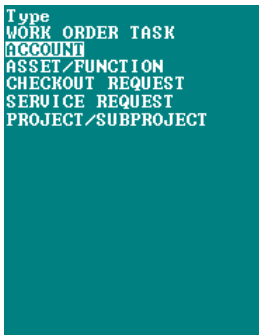 Type
WORK ORDER TASK
ACCOUNT
ASSET/FUNCTION
CHECKOUT REQUEST
SERVICE REQUEST
PROJECT/SUBPROJECT